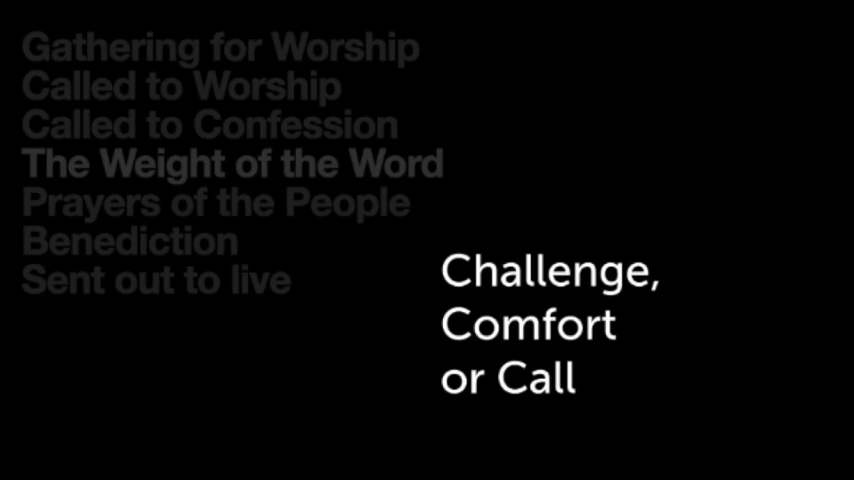 Gathering for Worship
Called to Worship
Called to Confession
The Weight of the Word
Prayers of the People
Benediction
Sent out to live
Challenge,
Comfort
or Call